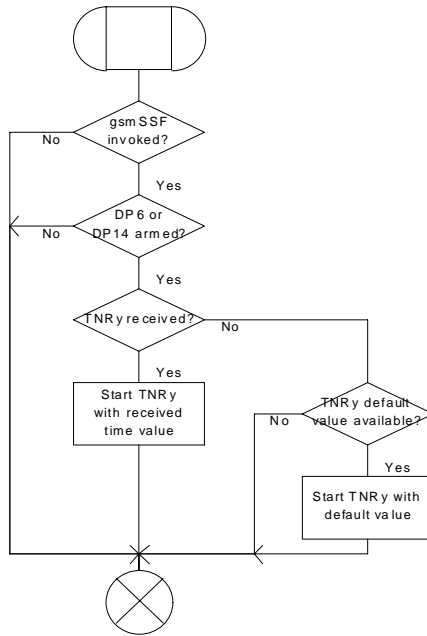 gsmSSF
invoked?
No
Yes
DP6 or
DP14 armed?
No
Yes
TNRy received?
No
Yes
Start TNRy
with received
time value
TNRy default
value available?
No
Yes
Start TNRy with
default value